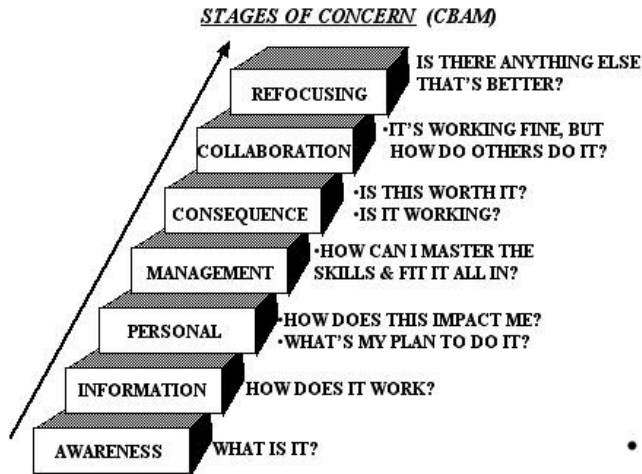 STAGES OF CONCERN (CBAM)
IS THERE ANYTHING ELSE
THAT'S BETTER?
REFOCUSING
•IT'S WORKING FINE, BUT
HOW DO OTHERS DO IT?
COLLABORATION
•IS THIS WORTH IT?
•IS IT WORKING?
CONSEQUENCE
•HOW CAN I MASTER THE
SKILLS & FIT IT ALL IN?
MANAGEMENT
•HOW DOES THIS IMPACT ME?
•WHAT'S MY PLAN TO DO IT?
PERSONAL
INFORMATION
HOW DOES IT WORK?
AWARENESS
WHAT IS IT?
•